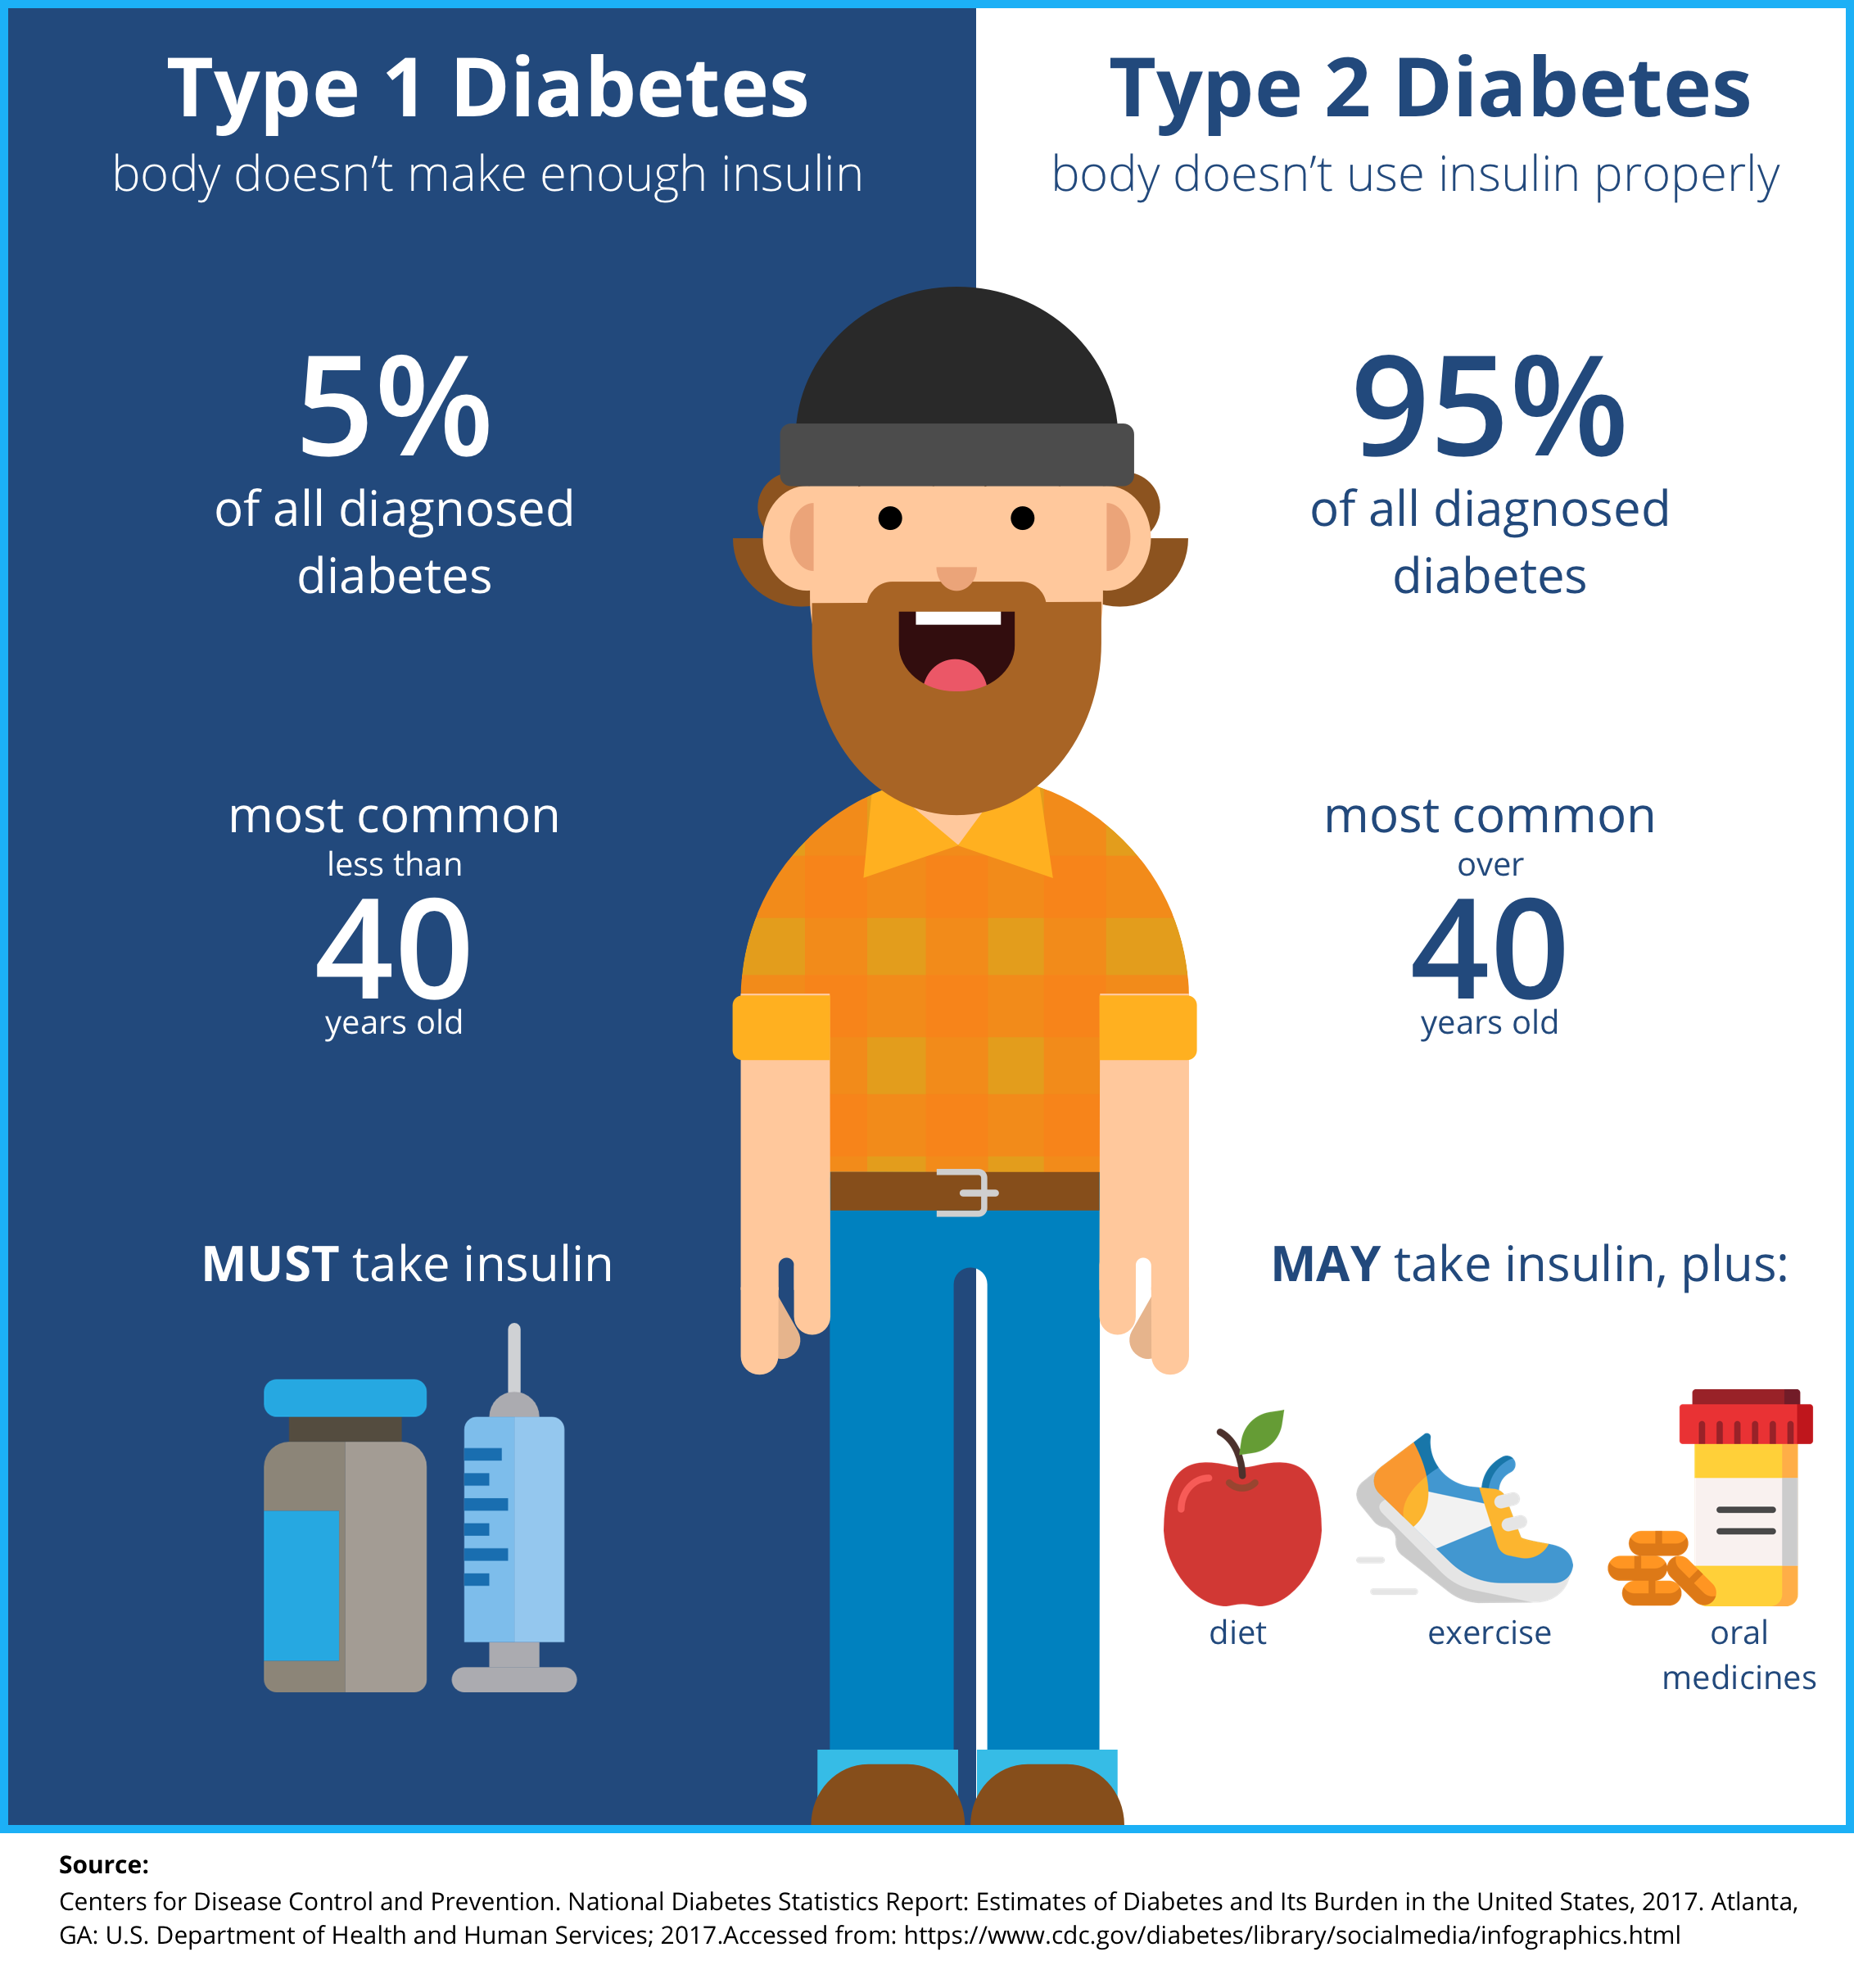 Type 1 Diabetes
body doesn’t make enough insulin
5%
of all diagnosed
diabetes
most common
less than
40
years old
MUST take insulin
Type 2 Diabetes
body doesn’t use insulin properly
95%
of all diagnosed
diabetes
most common
over
40
years old
MAY take insulin, plus:
diet
exercise
oral
medicines
Source:
Centers for Disease Control and Prevention. National Diabetes Statistics Report: Estimates of Diabetes and Its Burden in the United States, 2017. Atlanta,
GA: U.S. Department of Health and Human Services; 2017.Accessed from: https://www.cdc.gov/diabetes/library/socialmedia/infographics.html